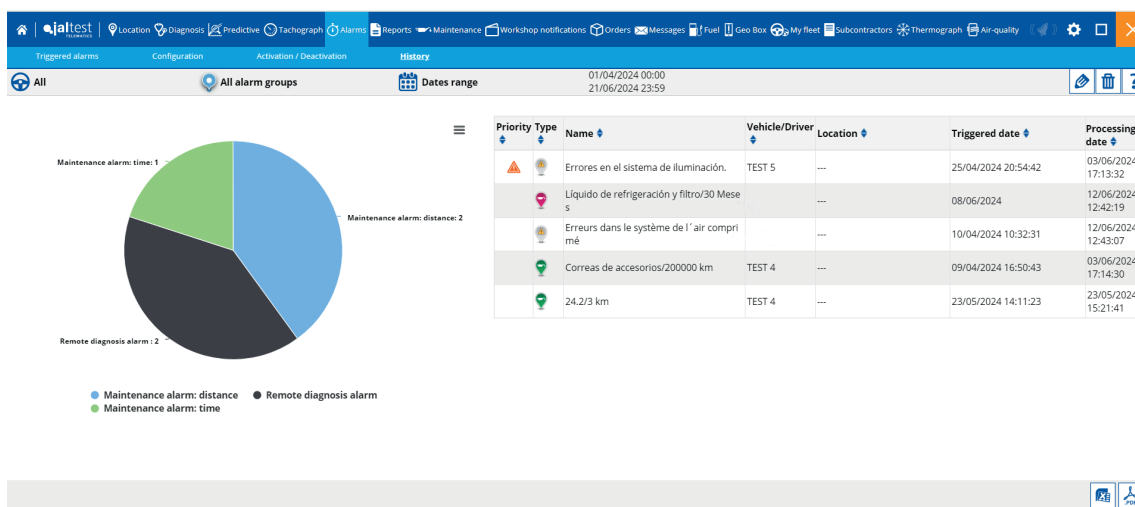 jaltest TELEMATICS Location Diagnosis Predictive Tachograph Alarms Reports Maintenance Workshop notifications Orders Messages Fuel Geo Box My fleet Subcontractors Thermograph Air-quality
Triggered alarms Configuration Activation / Deactivation History
All All alarm groups Dates range 01/04/2024 00:00
21/06/2024 23:59
?
Maintenance alarm: time: 1
Maintenance alarm: distance: 2
Remote diagnosis alarm : 2
Maintenance alarm: distance Remote diagnosis alarm
Maintenance alarm: time
Priority Type Name Vehicle/Driver Location Triggered date Processing
date
Errores en el sistema de iluminación. TEST 5 --- 25/04/2024 20:54:42 03/06/2024
17:13:32
Líquido de refrigeración y filtro/30 Mese
s --- 08/06/2024 12/06/2024
12:42:19
Erreurs dans le système de l´air compri
mé --- 10/04/2024 10:32:31 12/06/2024
12:43:07
Correas de accesorios/200000 km TEST 4 --- 09/04/2024 16:50:43 03/06/2024
17:14:30
24.2/3 km TEST 4 --- 23/05/2024 14:11:23 23/05/2024
15:21:41